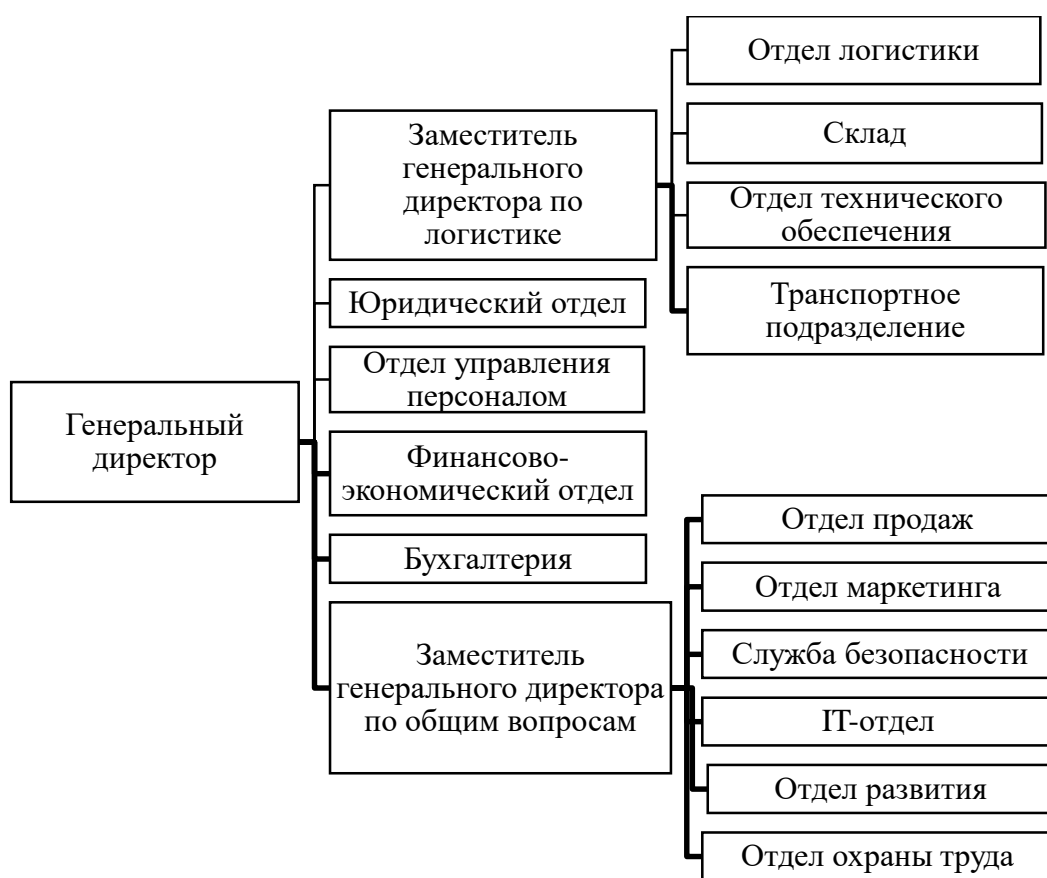 Генеральный
директор
Заместитель
генерального
директора по
логистике
Юридический отдел
Отдел управления
персоналом
Финансово-
экономический отдел
Бухгалтерия
Заместитель
генерального директора
по общим вопросам
Отдел логистики
Склад
Отдел технического
обеспечения
Транспортное
подразделение
Отдел продаж
Отдел маркетинга
Служба безопасности
IT-отдел
Отдел развития
Отдел охраны труда